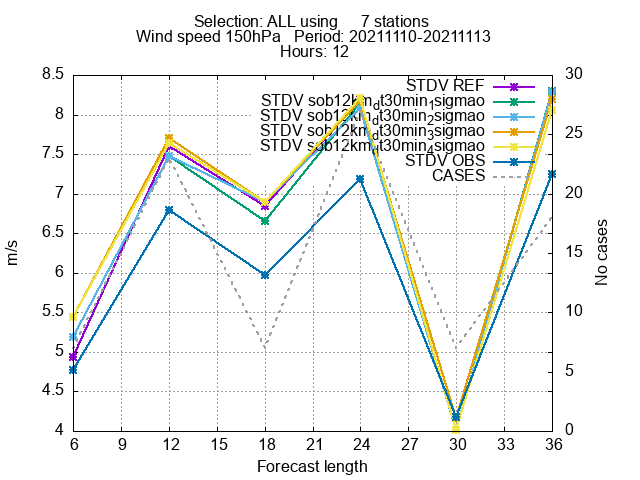 Selection: ALL using 7 stations
Wind speed 150hPa Period: 20211110-20211113
Hours: 12
STDV REF
STDV sob12km_dt30min_1sigmao
STDV sob12km_dt30min_2sigmao
STDV sob12km_dt30min_3sigmao
STDV sob12km_dt30min_4sigmao
STDV OBS
CASES
8.5
8
7.5
7
6.5
6
5.5
5
4.5
4
m/s
30
25
20
15
10
5
0
No cases
6 9 12 15 18 21 24 27 30 33 36
Forecast length